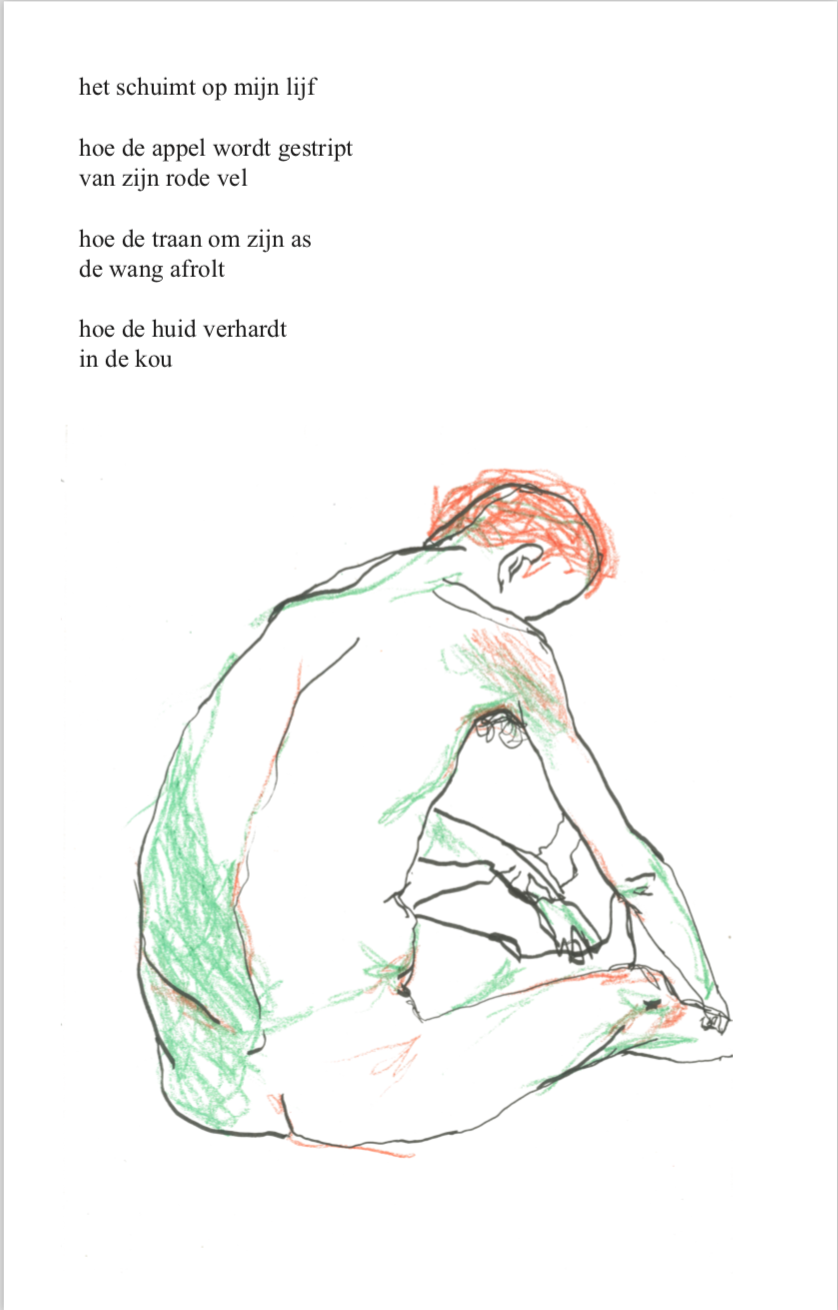 het schuimt op mijn lijf
hoe de appel wordt gestript
van zijn rode vel
hoe de traan om zijn as
de wang afrolt
hoe de huid verhardt
in de kou